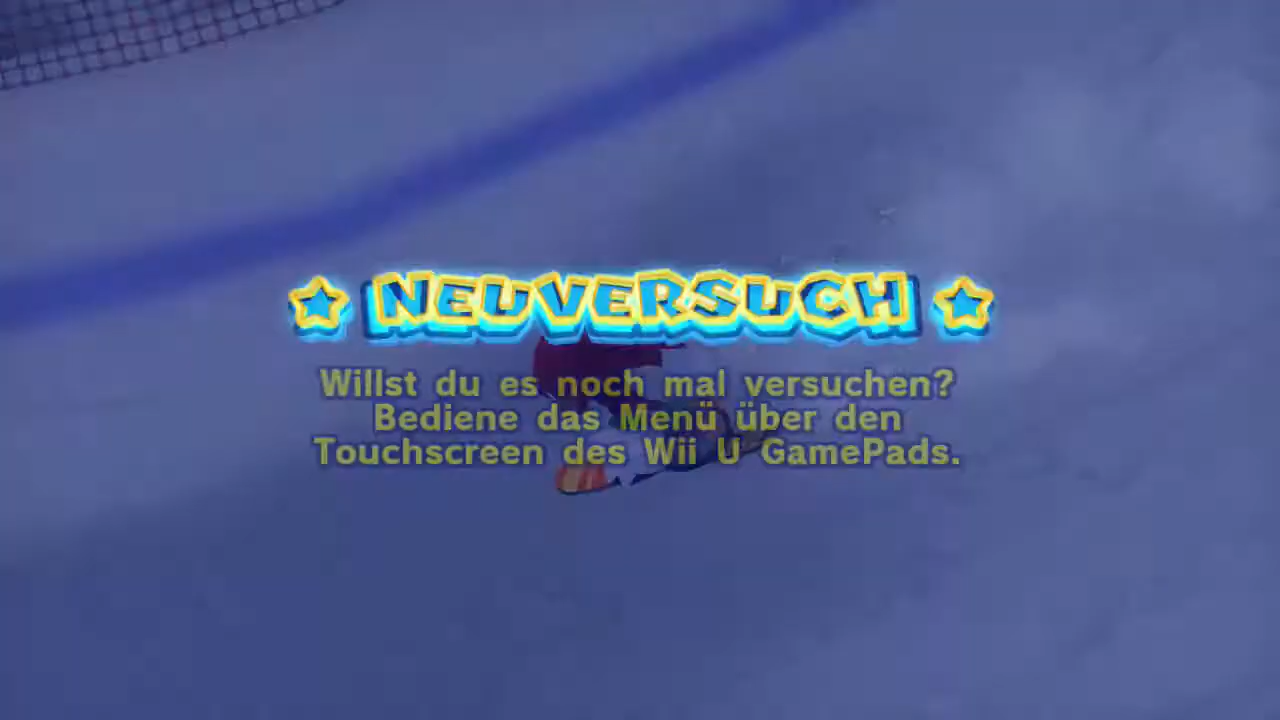 NEUVERSUCH
Willst du es noch mal versuchen?
Bediene das Menü über den
Touchscreen des Wii U GamePads.